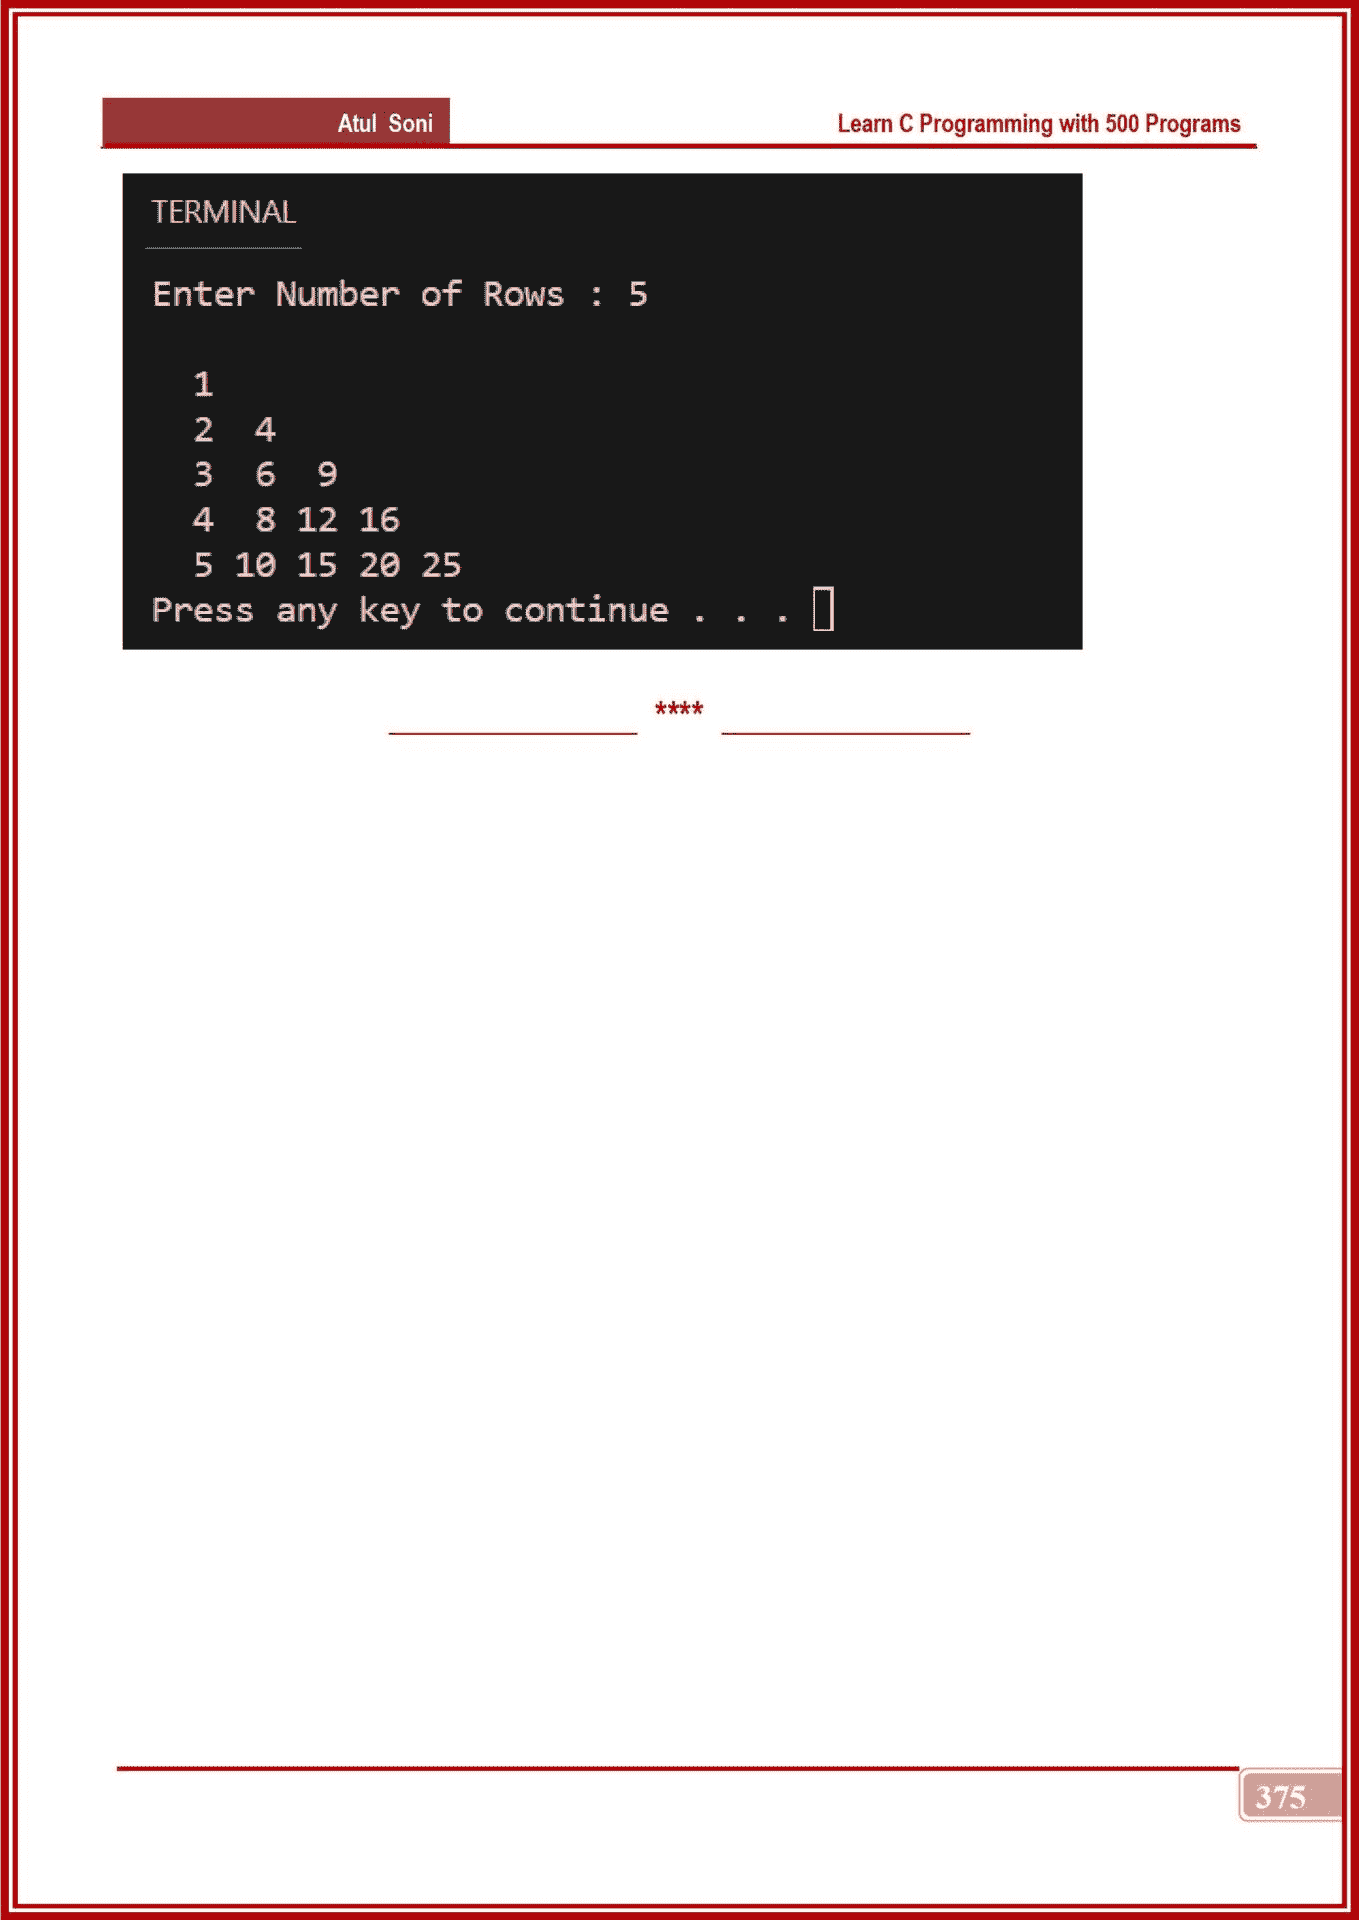 Atul Soni
Learn C Programming with 500 Programs
TERMINAL
Enter Number of Rows : 5
1
2 4
3 6 9
4 8 12 16
5 10 15 20 25
Press any key to continue . . .
****
375